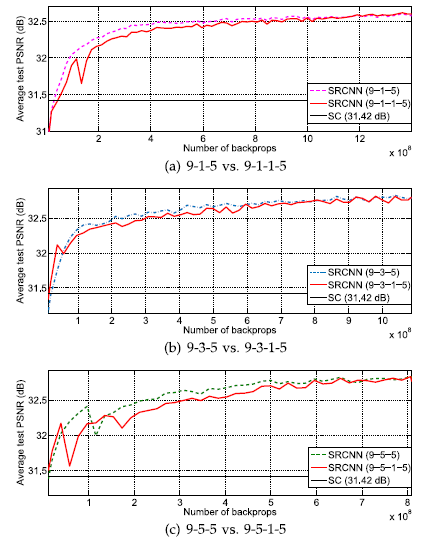 Average test PSNR (dB)
32.5
32
31.5
31
SRCNN (9−1−5)
SRCNN (9−1−1−5)
SC (31.42 dB)
2 4 6 8 10 12
Number of backprops
x 10⁸
(a) 9-1-5 vs. 9-1-1-5
Average test PSNR (dB)
32.5
32
31.5
SRCNN (9−3−5)
SRCNN (9−3−1−5)
SC (31.42 dB)
1 2 3 4 5 6 7 8 9 10
Number of backprops
x 10⁸
(b) 9-3-5 vs. 9-3-1-5
Average test PSNR (dB)
32.5
32
31.5
SRCNN (9−5−5)
SRCNN (9−5−1−5)
SC (31.42 dB)
1 2 3 4 5 6 7 8
Number of backprops
x 10⁸
(c) 9-5-5 vs. 9-5-1-5